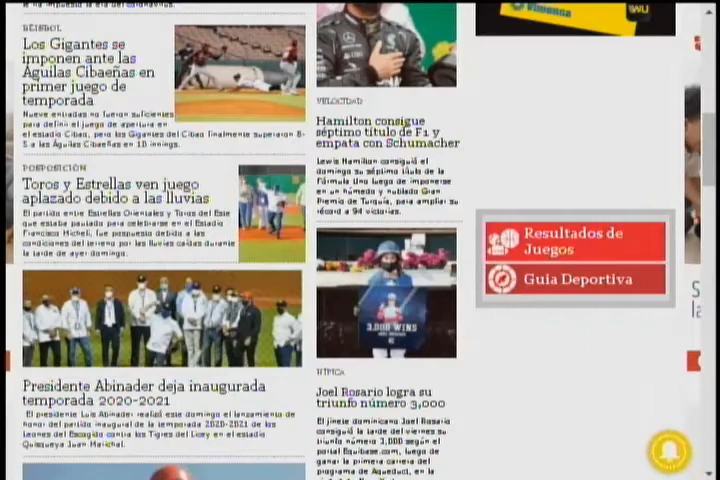 BÉISBOL
Los Gigantes se
imponen ante las
Águilas Cibaeñas en
primer juego de
temporada
Nueve entradas no fueron suficientes
para definir el juego de apertura en
el estadio Cibao, pero los Gigantes del Cibao finalmente superaron 8-
5 a las Águilas Cibaeñas en 10 innings.
POSPOSICIÓN
Toros y Estrellas ven juego
aplazado debido a las lluvias
El partido entre Estrellas Orientales y Toros del Este
que estaba pautado para celebrarse en el Estadio
Francisco Micheli, fue pospuesto debido a las
condiciones del terreno por las lluvias caídas durante
la tarde de ayer domingo.
Presidente Abinader deja inaugurada
temporada 2020-2021
El presidente Luis Abinader realizó este domingo el lanzamiento de
honor del partido inaugural de la temporada 2020-2021 de los
Leones del Escogido contra los Tigres del Licey en el estadio
Quisqueya Juan Marichal.
VELOCIDAD
Hamilton consigue
séptimo título de F1 y
empata con Schumacher
Lewis Hamilton consiguió el
domingo su séptimo título de la
Fórmula Uno luego de imponerse
en un húmedo y nublado Gran
Premio de Turquía, para ampliar su
récord a 94 victorias.
3,000 WINS
HÍPICA
Joel Rosario logra su
triunfo número 3,000
El jinete dominicano Joel Rosario
consiguió la tarde del viernes su
triunfo número 3,000 según el
portal Equibase.com, luego de
ganar la primera carrera del
programa de Aqueduct, en la
Vimenna
WU
Resultados de
Juegos
Guía Deportiva